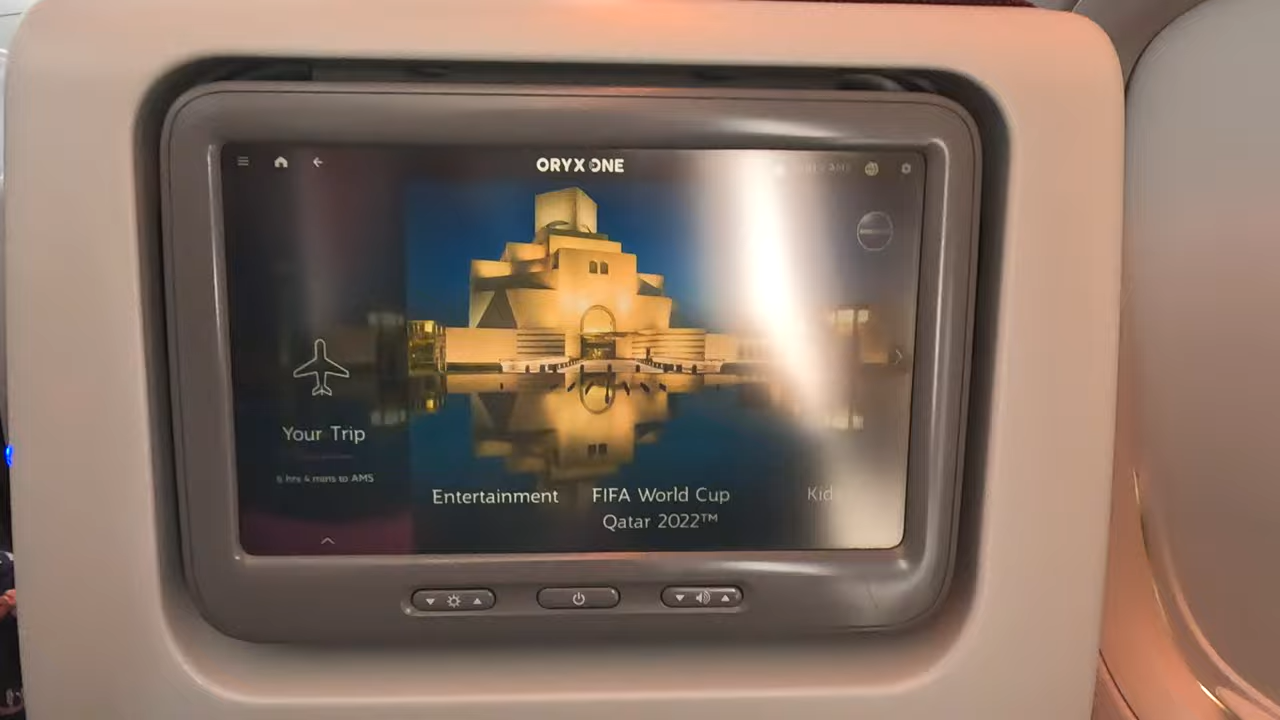 ORYX ONE
Your Trip
6 hrs 4 mins to AMS
Entertainment
FIFA World Cup
Qatar 2022™
Kid